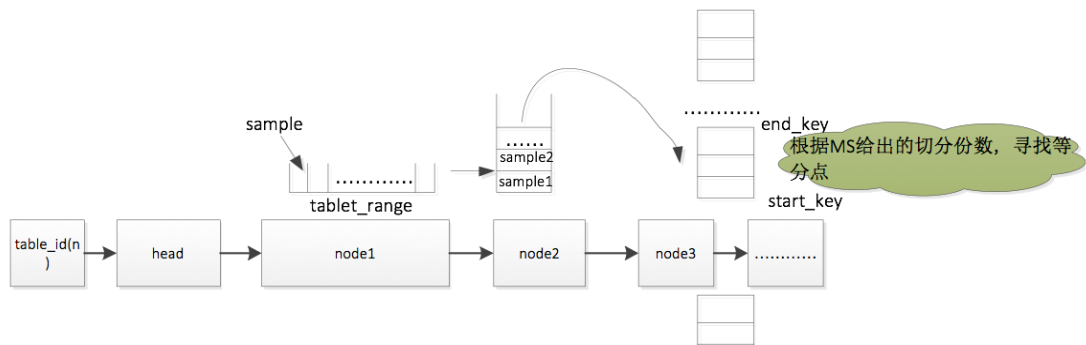 sample
…………
tablet_range
……
sample2
sample1
…………
end_key
根据MS给出的切分份数，寻找等
分点
start_key
table_id(n
)
head
node1
node2
node3
…………